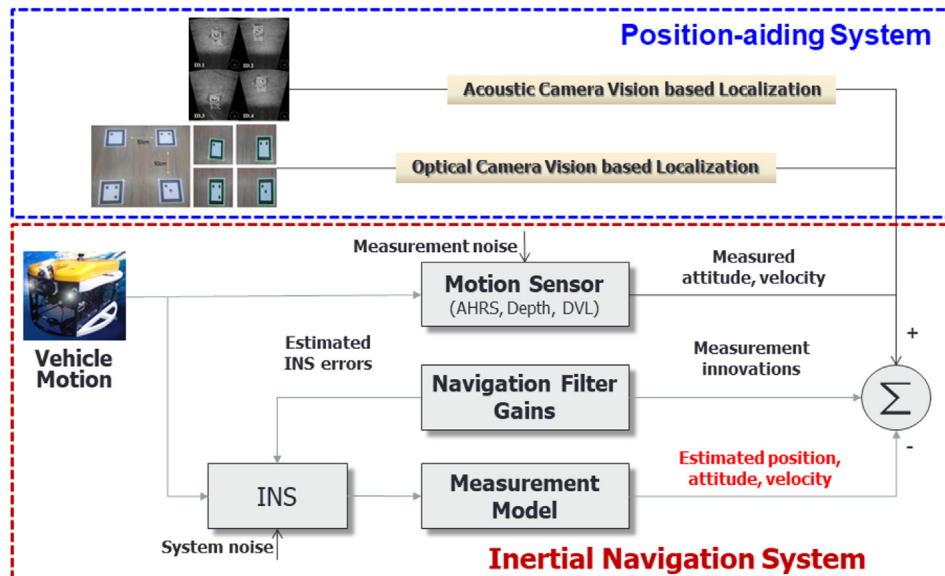 Position-aiding System
ID.1
ID.2
ID.3
ID.4
Acoustic Camera Vision based Localization
50cm
50cm
Optical Camera Vision based Localization
Measurement noise
Motion Sensor
(AHRS, Depth, DVL)
Measured
attitude, velocity
Vehicle
Motion
Estimated
INS errors
Navigation Filter
Gains
Measurement
innovations
+
Σ
-
INS
Measurement
Model
Estimated position,
attitude, velocity
System noise
Inertial Navigation System